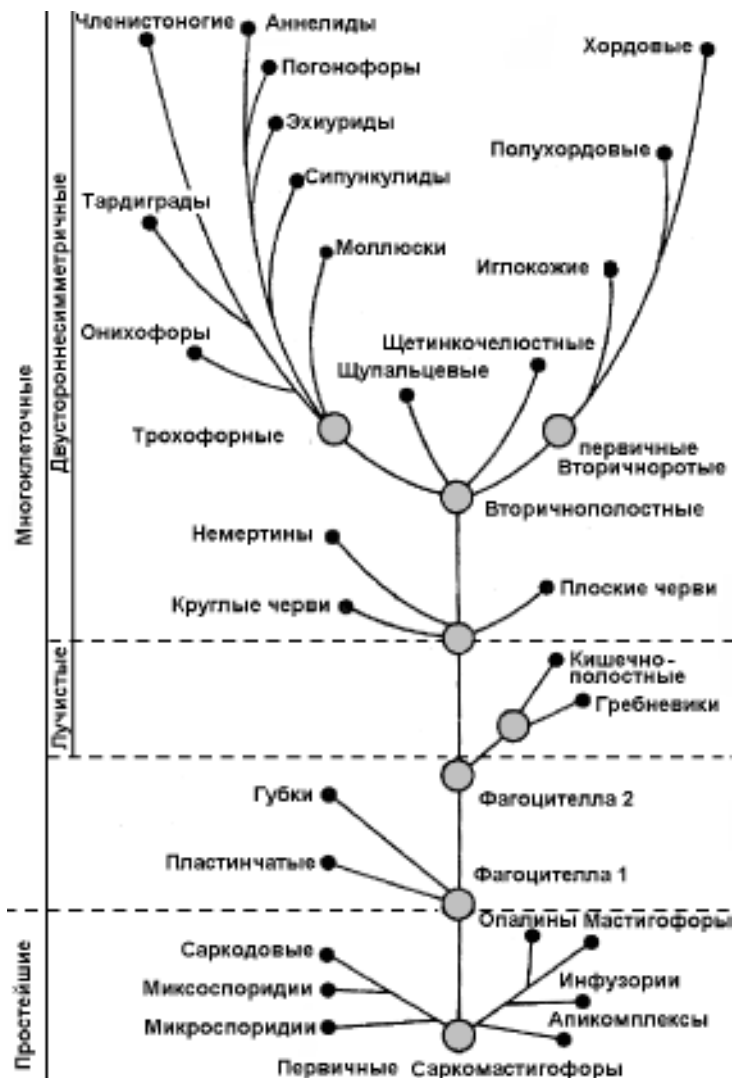 Членистоногие
Аннелиды
Хордовые
Погонофоры
Эхиуриды
Полухордовые
Сипункулиды
Тардиграды
Моллюски
Иглокожие
Онихофоры
Щетинкочелюстные
Щупальцевые
Трохофорные
первичные
Вторичноротые
Вторичнополостные
Немертины
Плоские черви
Круглые черви
Кишечно-
полостные
Гребневики
Губки
Фагоцителла 2
Пластинчатые
Фагоцителла 1
Опалины Мастигофоры
Саркодовые
Инфузории
Миксоспоридии
Апикомплексы
Микроспоридии
Первичные Саркомастигофоры
Многоклеточные
Двустороннесимметричные
Лучистые
Простейшие